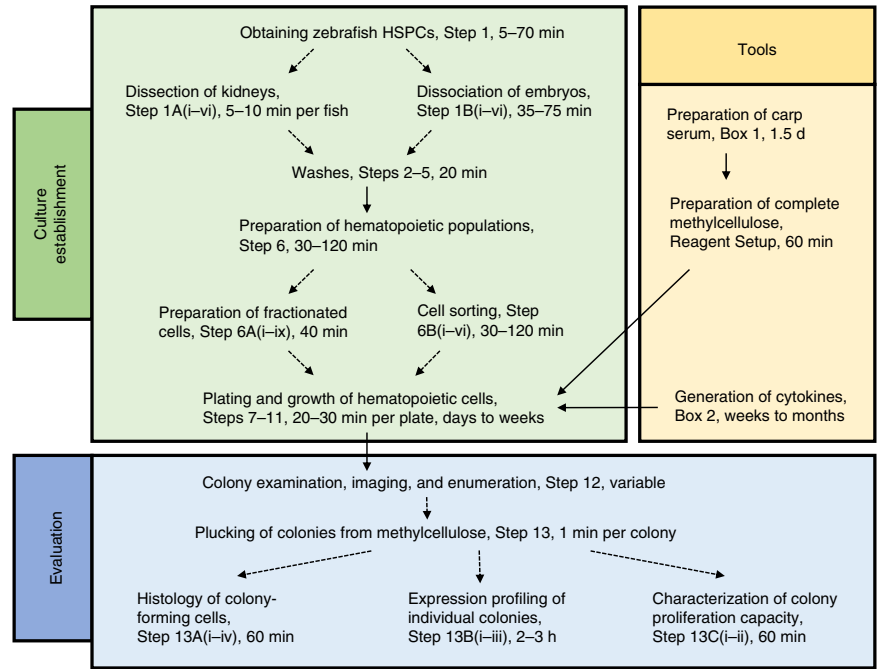 Obtaining zebrafish HSPCs, Step 1, 5–70 min
Dissection of kidneys,
Step 1A(i–vi), 5–10 min per fish
Dissociation of embryos,
Step 1B(i–vi), 35–75 min
Washes, Steps 2–5, 20 min
Preparation of hematopoietic populations,
Step 6, 30–120 min
Preparation of fractionated
cells, Step 6A(i–ix), 40 min
Cell sorting, Step
6B(i–vi), 30–120 min
Plating and growth of hematopoietic cells,
Steps 7–11, 20–30 min per plate, days to weeks
Culture
establishment
Tools
Preparation of carp
serum, Box 1, 1.5 d
Preparation of complete
methylcellulose,
Reagent Setup, 60 min
Generation of cytokines,
Box 2, weeks to months
Evaluation
Colony examination, imaging, and enumeration, Step 12, variable
Plucking of colonies from methylcellulose, Step 13, 1 min per colony
Histology of colony-
forming cells,
Step 13A(i–iv), 60 min
Expression profiling of
individual colonies,
Step 13B(i–iii), 2–3 h
Characterization of colony
proliferation capacity,
Step 13C(i–ii), 60 min